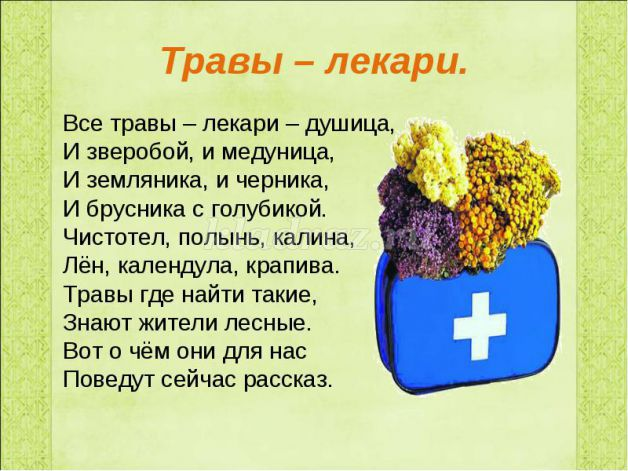 Травы – лекари.
Все травы – лекари – душица,
И зверобой, и медуница,
И земляника, и черника,
И брусника с голубикой.
Чистотел, полынь, калина,
Лён, календула, крапива.
Травы где найти такие,
Знают жители лесные.
Вот о чём они для нас
Поведут сейчас рассказ.